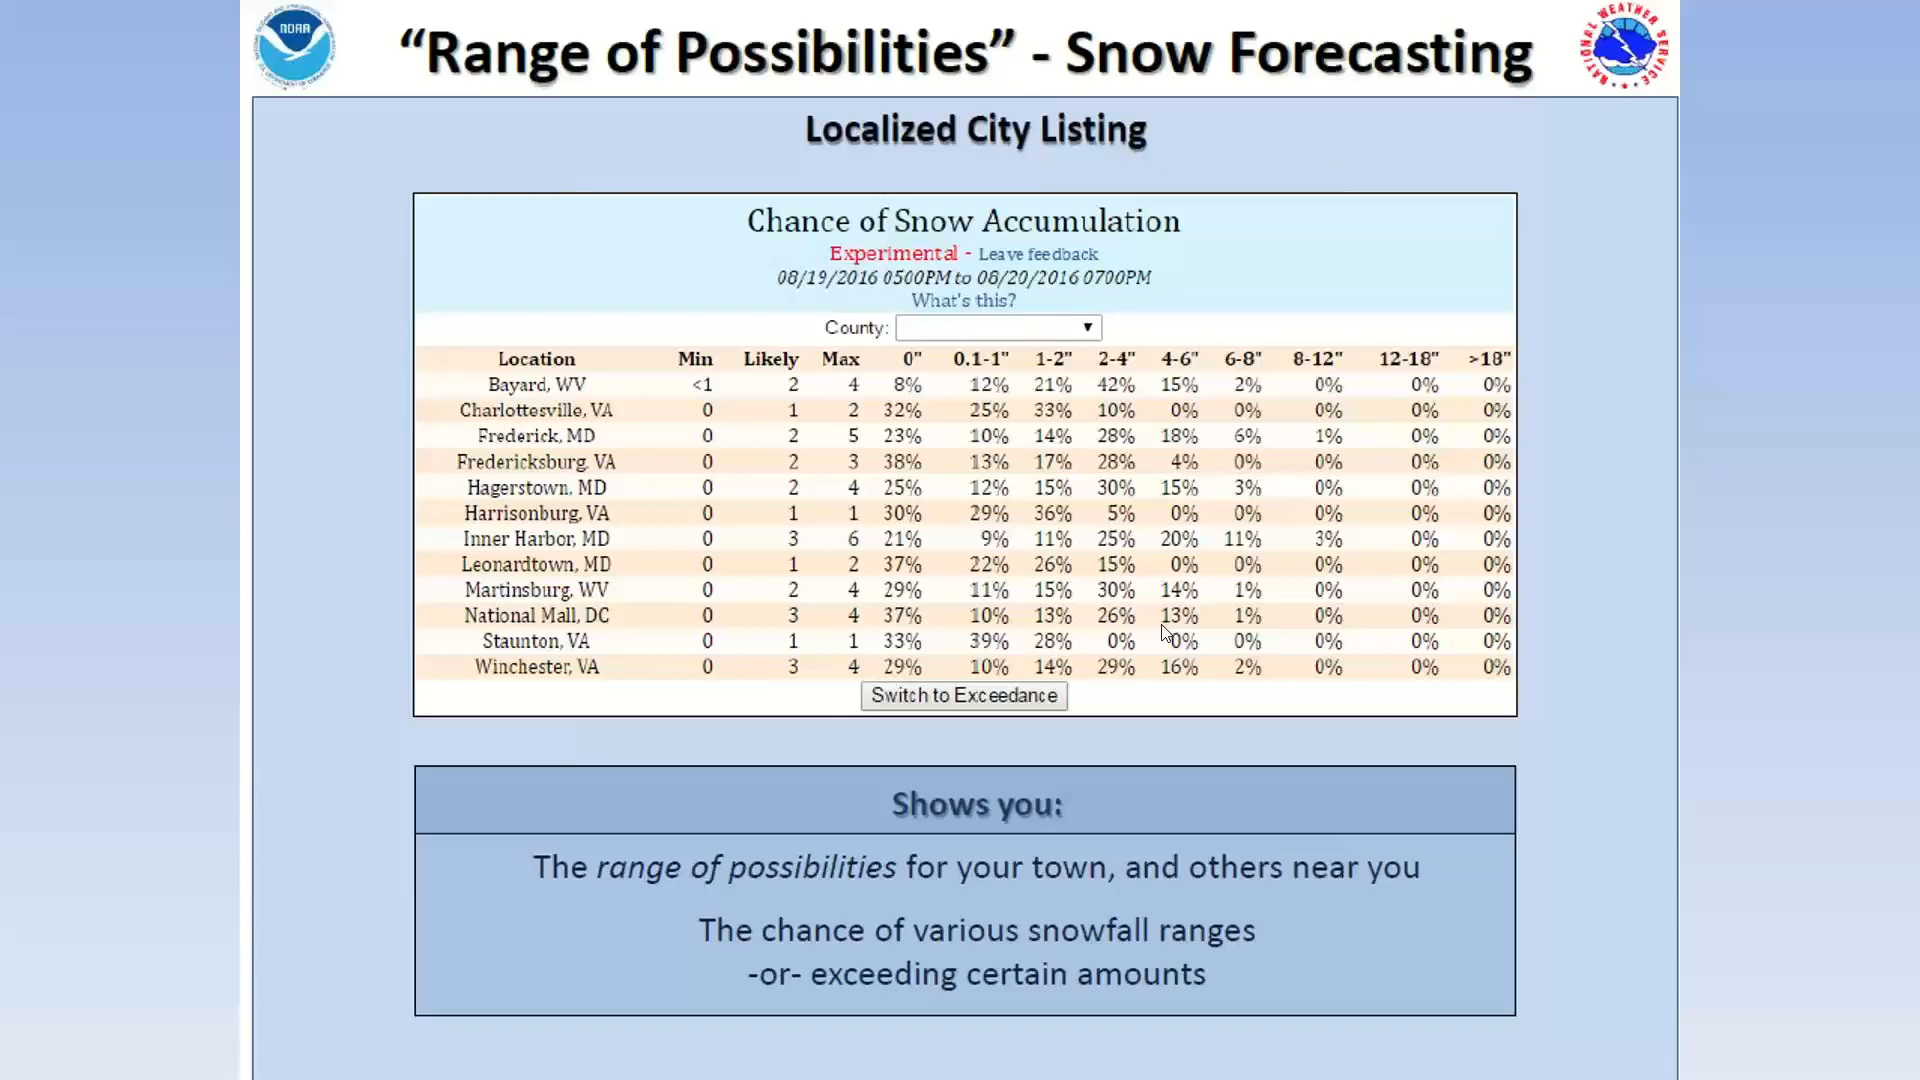 NOAA
"Range of Possibilities" - Snow Forecasting
NATIONAL WEATHER SERVICE
Localized City Listing
Chance of Snow Accumulation
Experimental - Leave feedback
08/19/2016 0500PM to 08/20/2016 0700PM
What's this?
County:
Location Min Likely Max 0" 0.1-1" 1-2" 2-4" 4-6" 6-8" 8-12" 12-18" >18"
Bayard, WV <1 2 4 8% 12% 21% 42% 15% 2% 0% 0% 0%
Charlottesville, VA 0 1 2 32% 25% 33% 10% 0% 0% 0% 0% 0%
Frederick, MD 0 2 5 23% 10% 14% 28% 18% 6% 1% 0% 0%
Fredericksburg, VA 0 2 3 38% 13% 17% 28% 4% 0% 0% 0% 0%
Hagerstown, MD 0 2 4 25% 12% 15% 30% 15% 3% 0% 0% 0%
Harrisonburg, VA 0 1 1 30% 29% 36% 5% 0% 0% 0% 0% 0%
Inner Harbor, MD 0 3 6 21% 9% 11% 25% 20% 11% 3% 0% 0%
Leonardtown, MD 0 1 2 37% 22% 26% 15% 0% 0% 0% 0% 0%
Martinsburg, WV 0 2 4 29% 11% 15% 30% 14% 1% 0% 0% 0%
National Mall, DC 0 3 4 37% 10% 13% 26% 13% 1% 0% 0% 0%
Staunton, VA 0 1 1 33% 39% 28% 0% 0% 0% 0% 0% 0%
Winchester, VA 0 3 4 29% 10% 14% 29% 16% 2% 0% 0% 0%
Switch to Exceedance
Shows you:
The range of possibilities for your town, and others near you
The chance of various snowfall ranges
-or- exceeding certain amounts